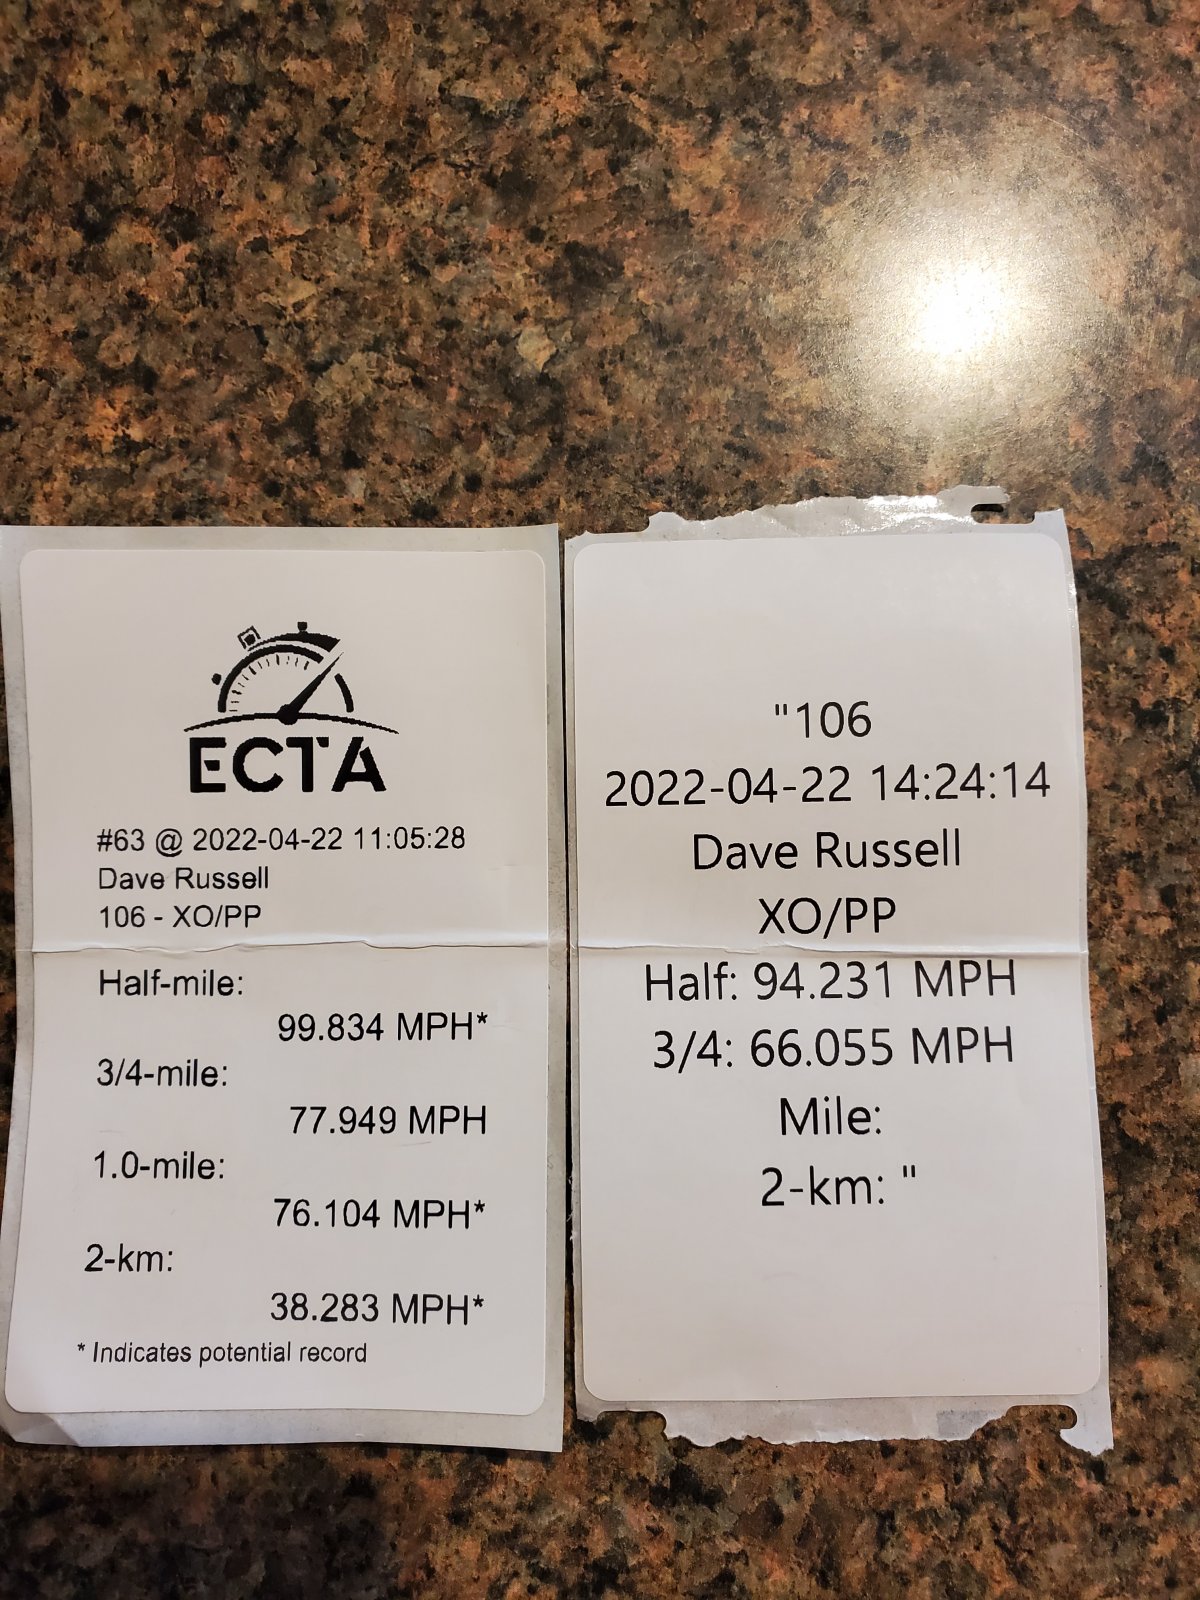 ECTA
#63 @ 2022-04-22 11:05:28
Dave Russell
106 - XO/PP
Half-mile:
99.834 MPH*
3/4-mile:
77.949 MPH
1.0-mile:
76.104 MPH*
2-km:
38.283 MPH*
* Indicates potential record
"106
2022-04-22 14:24:14
Dave Russell
XO/PP
Half: 94.231 MPH
3/4: 66.055 MPH
Mile:
2-km: "